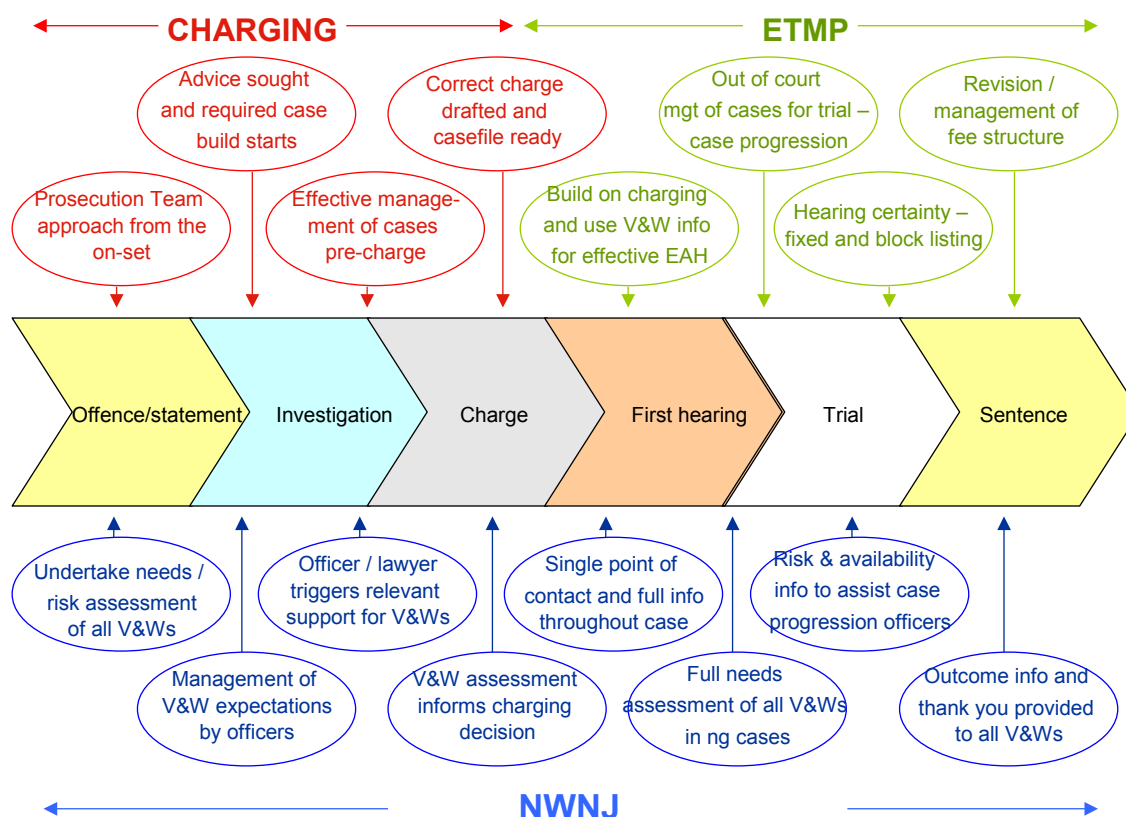 CHARGING
ETMP
Advice sought
and required case
build starts
Correct charge
drafted and
casefile ready
Out of court
mgt of cases for trial –
case progression
Revision /
management of
fee structure
Prosecution Team
approach from the
on-set
Effective manage-
ment of cases
pre-charge
Build on charging
and use V&W info
for effective EAH
Hearing certainty –
fixed and block listing
Offence/statement
Investigation
Charge
First hearing
Trial
Sentence
Undertake needs /
risk assessment
of all V&Ws
Officer / lawyer
triggers relevant
support for V&Ws
Single point of
contact and full info
throughout case
Risk & availability
info to assist case
progression officers
Management of
V&W expectations
by officers
V&W assessment
informs charging
decision
Full needs
assessment of all V&Ws
in ng cases
Outcome info and
thank you provided
to all V&Ws
NWNJ